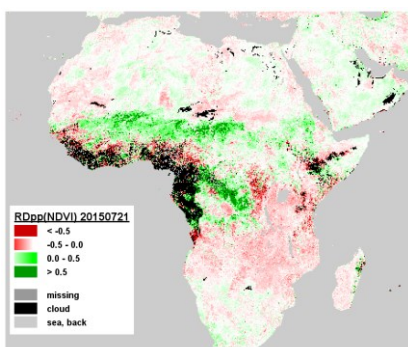 RDpp(NDVI) 20150721
< -0.5
-0.5 - 0.0
0.0 - 0.5
> 0.5
missing
cloud
sea, back